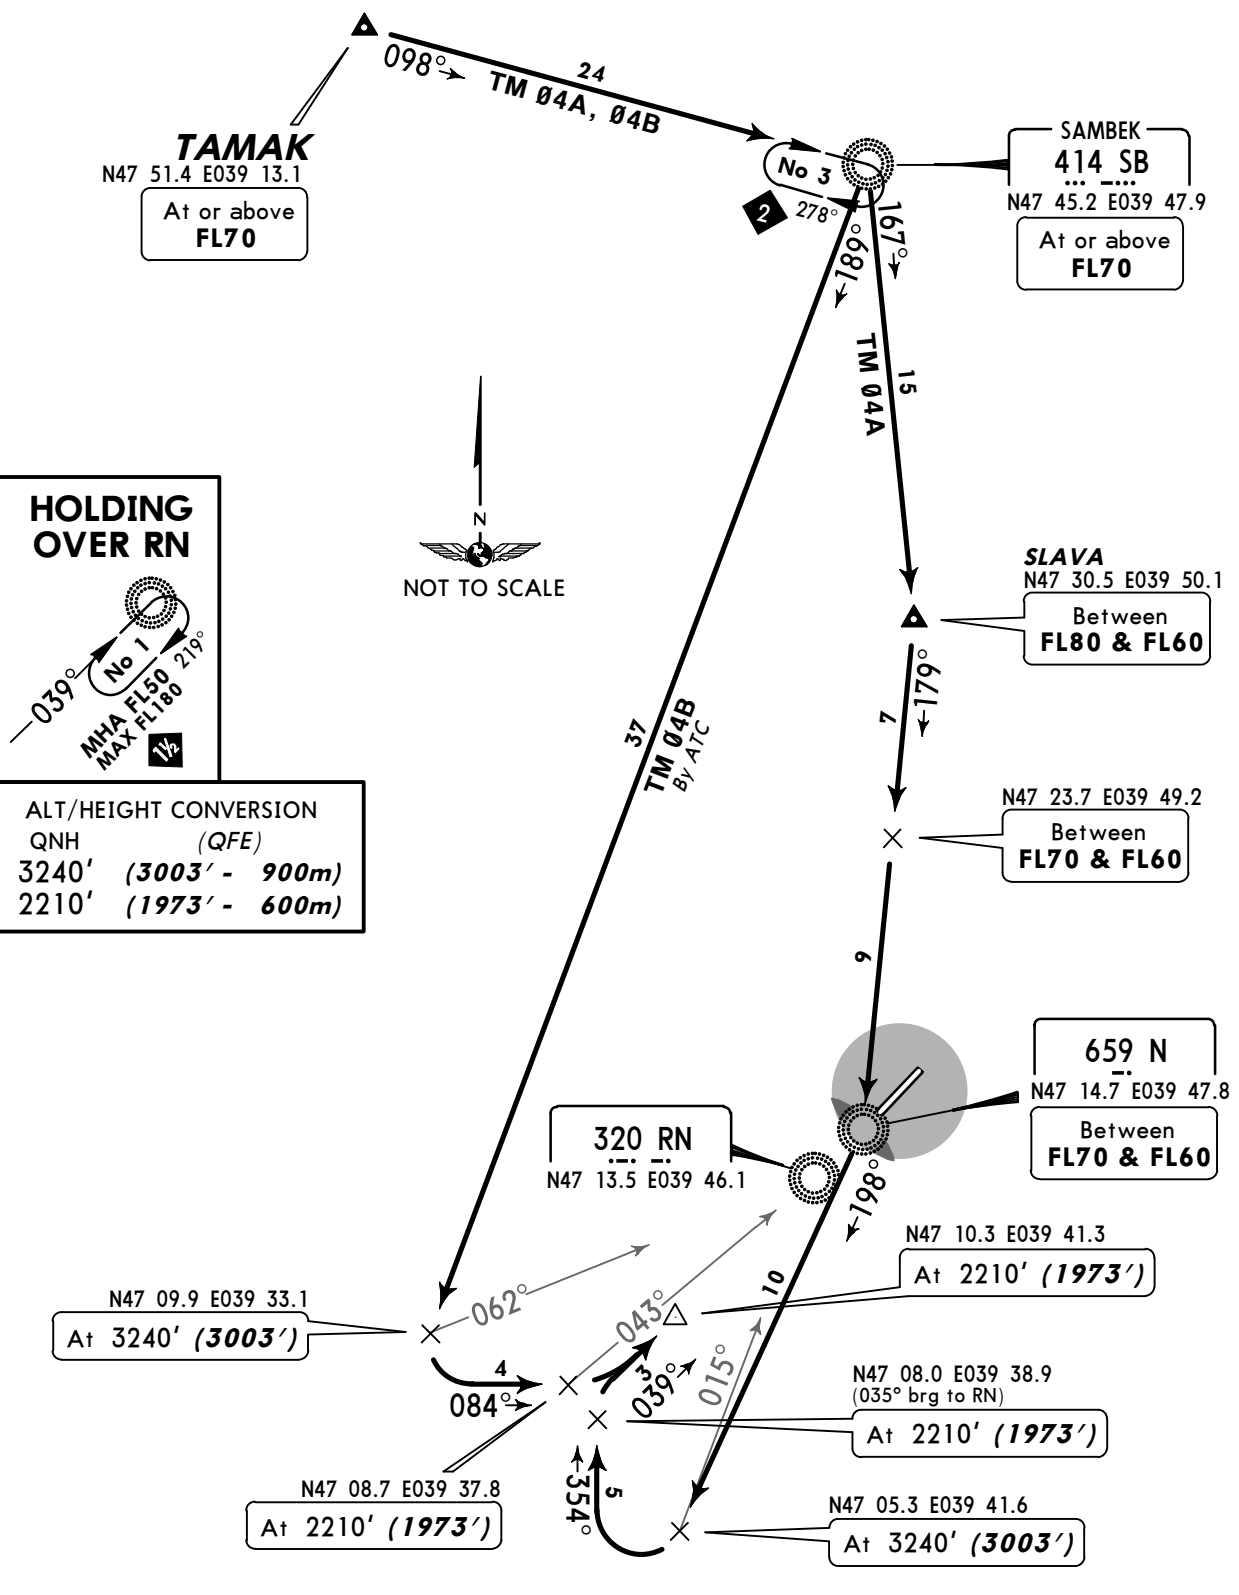 098°
24
TM Ø4A, Ø4B
TAMAK
N47 51.4 E039 13.1
At or above
FL70
No 3
2
278°
SAMBEK
414 SB
N47 45.2 E039 47.9
At or above
FL70
189°
167°
TM Ø4A
15
HOLDING
OVER RN
No 1
039°
219°
MHA FL50
MAX FL180
1½
N
NOT TO SCALE
SLAVA
N47 30.5 E039 50.1
Between
FL80 & FL60
179°
7
37
TM Ø4B
By ATC
ALT/HEIGHT CONVERSION
QNH (QFE)
3240' (3003' - 900m)
2210' (1973' - 600m)
N47 23.7 E039 49.2
Between
FL70 & FL60
9
659 N
N47 14.7 E039 47.8
Between
FL70 & FL60
320 RN
N47 13.5 E039 46.1
198°
10
N47 10.3 E039 41.3
At 2210' (1973')
N47 09.9 E039 33.1
At 3240' (3003')
062°
043°
015°
4
084°
3
039°
N47 08.0 E039 38.9
(035° brg to RN)
At 2210' (1973')
N47 08.7 E039 37.8
At 2210' (1973')
354°
5
N47 05.3 E039 41.6
At 3240' (3003')